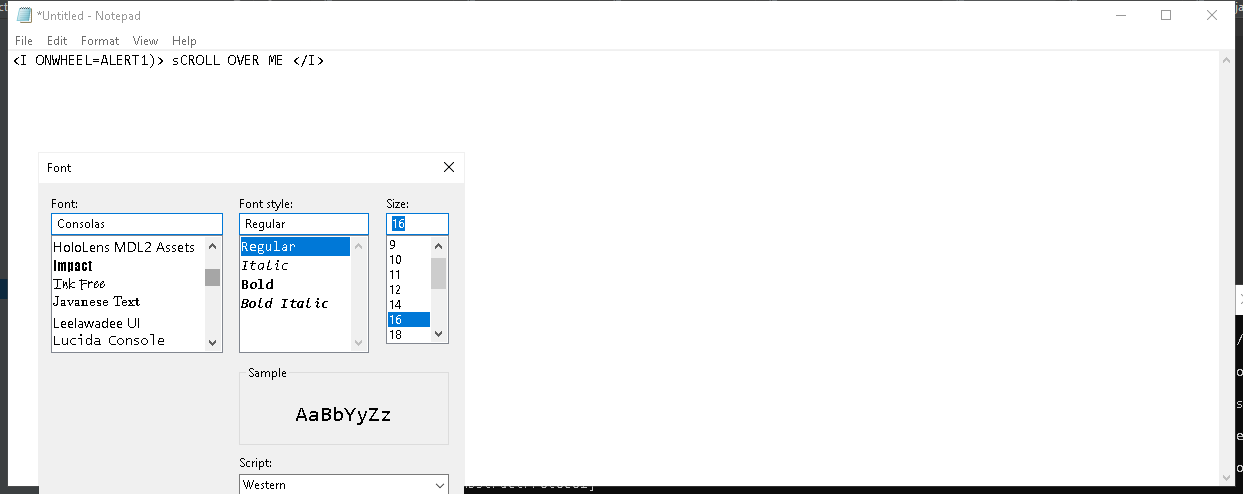 *Untitled - Notepad
File Edit Format View Help
<I ONWHEEL=ALERT1)> sCROLL OVER ME </I>
Font
Font: Font style: Size:
Consolas Regular 16
HoloLens MDL2 Assets Regular 9
Impact Italic 10
Ink Free Bold 11
Javanese Text Bold Italic 12
Leelawadee UI 14
Lucida Console 16
18
Sample
AaBbYyZz
Script:
Western